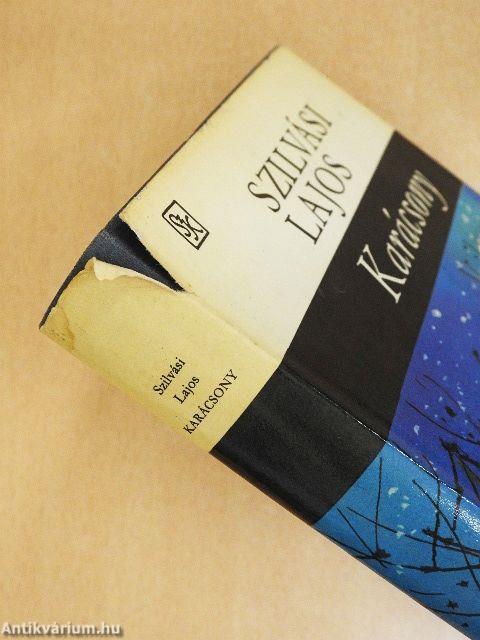 SZILVÁSI
LAJOS
Karácsony
Szilvási
Lajos
KARÁCSONY
Antikvárium.hu